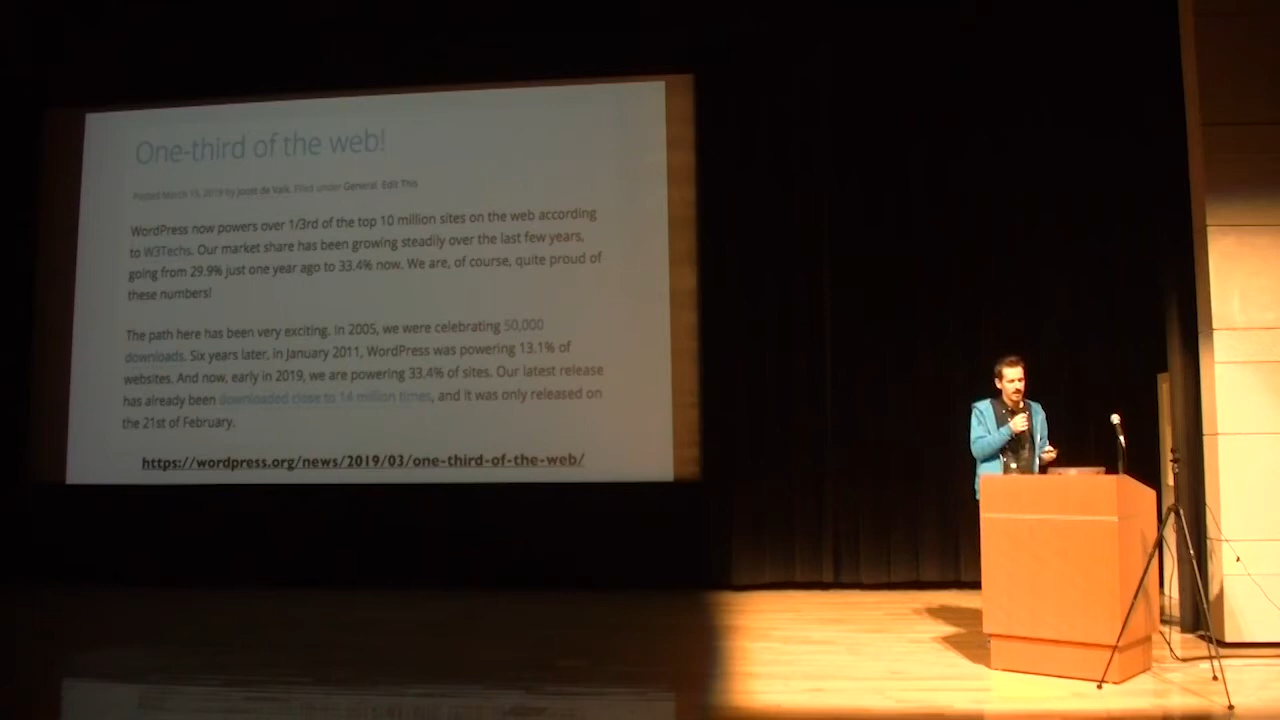 One-third of the web!
Posted March 15, 2019 by Joost de Valk. Filed under General. Edit This
WordPress now powers over 1/3rd of the top 10 million sites on the web according
to W3Techs. Our market share has been growing steadily over the last few years,
going from 29.9% just one year ago to 33.4% now. We are, of course, quite proud of
these numbers!
The path here has been very exciting. In 2005, we were celebrating 50,000
downloads. Six years later, in January 2011, WordPress was powering 13.1% of
websites. And now, early in 2019, we are powering 33.4% of sites. Our latest release
has already been downloaded close to 14 million times, and it was only released on
the 21st of February.
https://wordpress.org/news/2019/03/one-third-of-the-web/